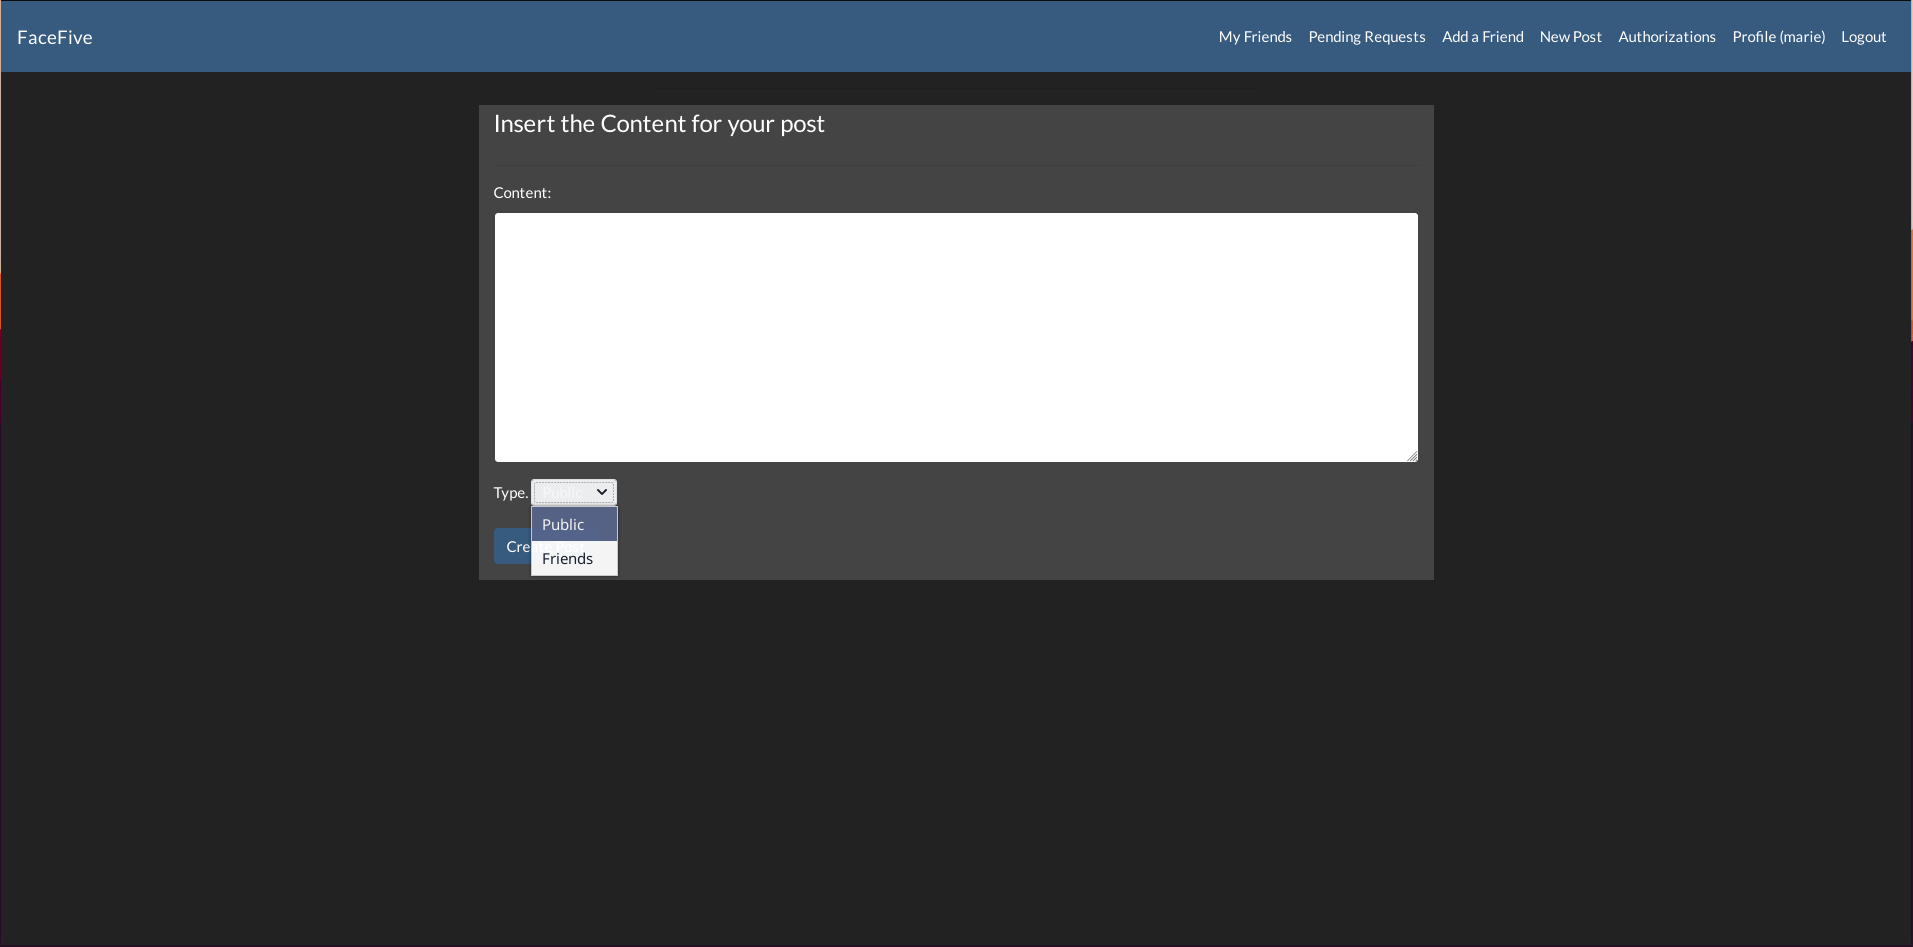 FaceFive My Friends Pending Requests Add a Friend New Post Authorizations Profile (marie) Logout
Insert the Content for your post
Content:
Type. Public
Public
Cre
Friends